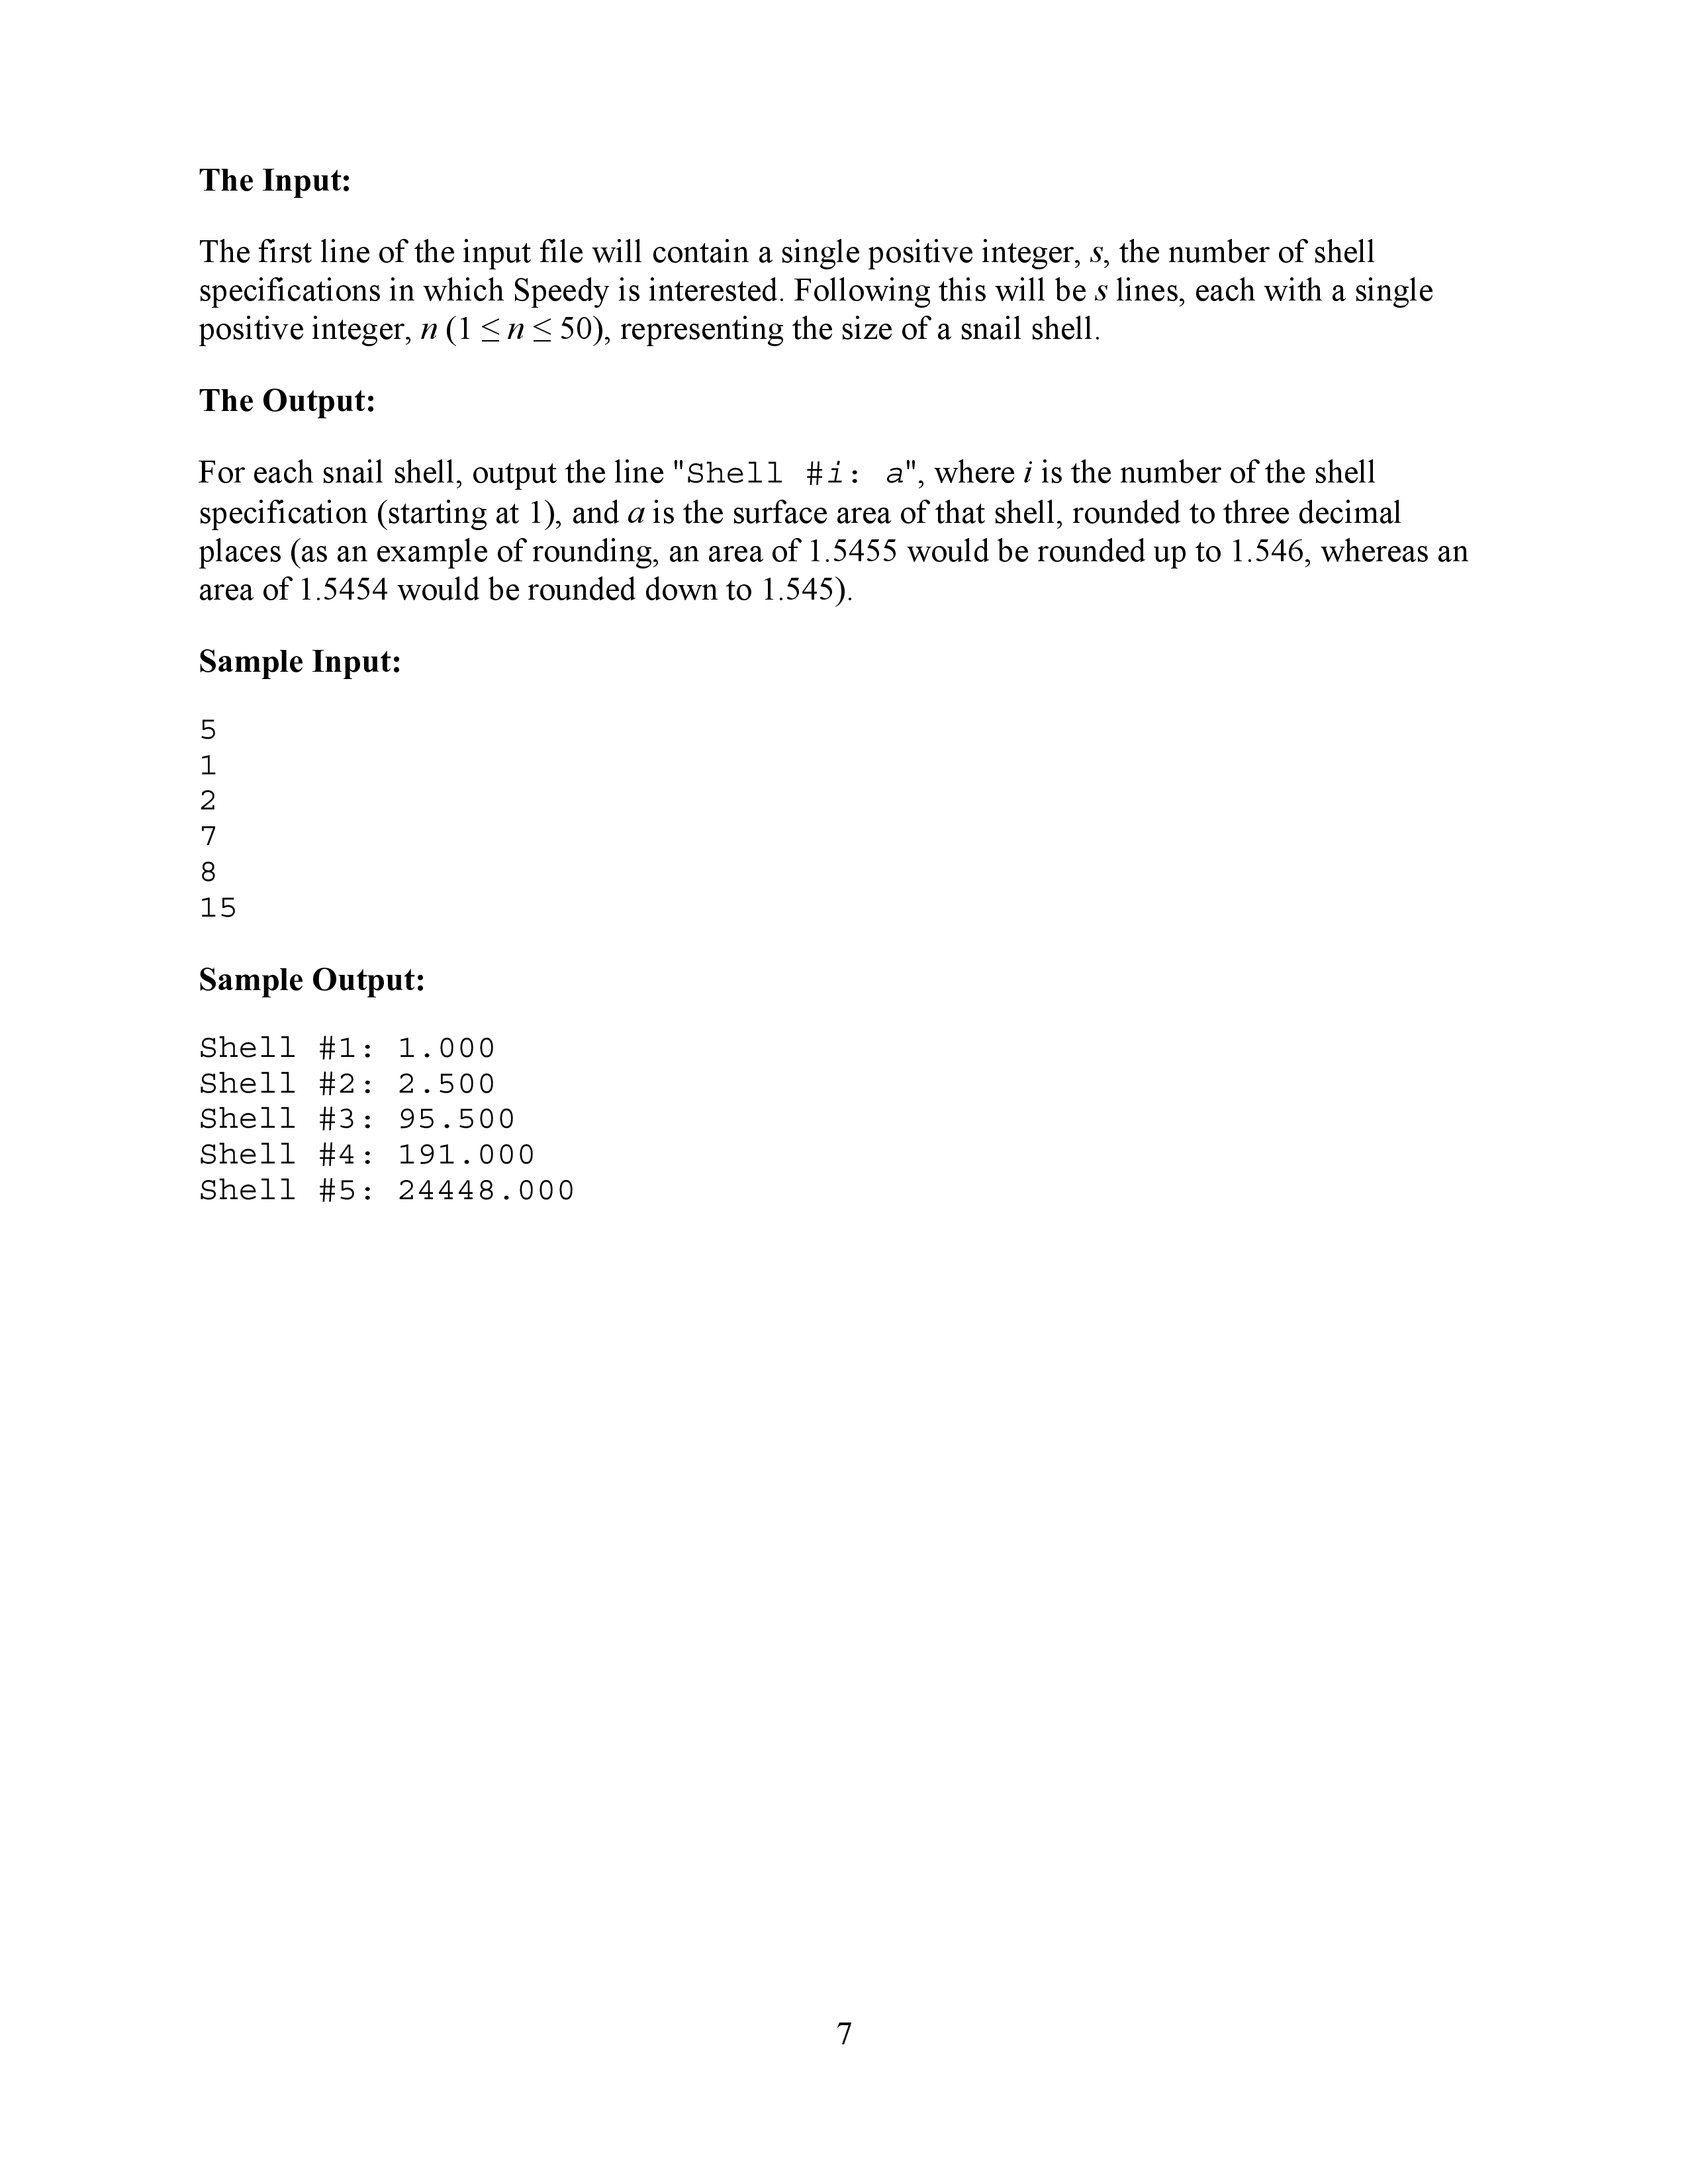 The Input:
The first line of the input file will contain a single positive integer, s, the number of shell
specifications in which Speedy is interested. Following this will be s lines, each with a single
positive integer, n (1 ≤ n ≤ 50), representing the size of a snail shell.
The Output:
For each snail shell, output the line "Shell #i: a", where i is the number of the shell
specification (starting at 1), and a is the surface area of that shell, rounded to three decimal
places (as an example of rounding, an area of 1.5455 would be rounded up to 1.546, whereas an
area of 1.5454 would be rounded down to 1.545).
Sample Input:
5
1
2
7
8
15
Sample Output:
Shell #1: 1.000
Shell #2: 2.500
Shell #3: 95.500
Shell #4: 191.000
Shell #5: 24448.000
7